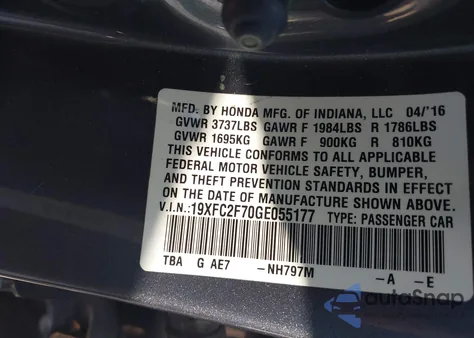 MFD. BY HONDA MFG. OF INDIANA, LLC 04/'16
GVWR 3737LBS GAWR F 1984LBS R 1786LBS
GVWR 1695KG GAWR F 900KG R 810KG
THIS VEHICLE CONFORMS TO ALL APPLICABLE
FEDERAL MOTOR VEHICLE SAFETY, BUMPER,
AND THEFT PREVENTION STANDARDS IN EFFECT
ON THE DATE OF MANUFACTURE SHOWN ABOVE.
V.I.N.:19XFC2F70GE055177 TYPE: PASSENGER CAR
TBA G AE7 -NH797M -A -E
autoSnap